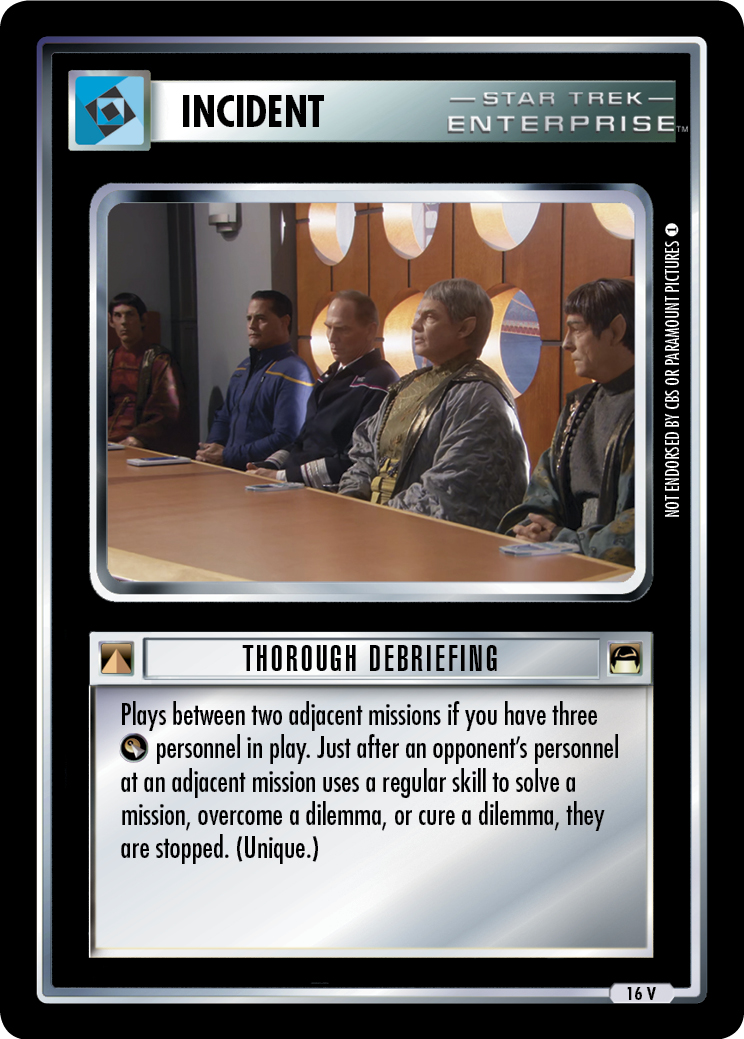 INCIDENT
— STAR TREK —
ENTERPRISE™
NOT ENDORSED BY CBS OR PARAMOUNT PICTURES 1
THOROUGH DEBRIEFING
Plays between two adjacent missions if you have three
personnel in play. Just after an opponent's personnel
at an adjacent mission uses a regular skill to solve a
mission, overcome a dilemma, or cure a dilemma, they
are stopped. (Unique.)
16 V